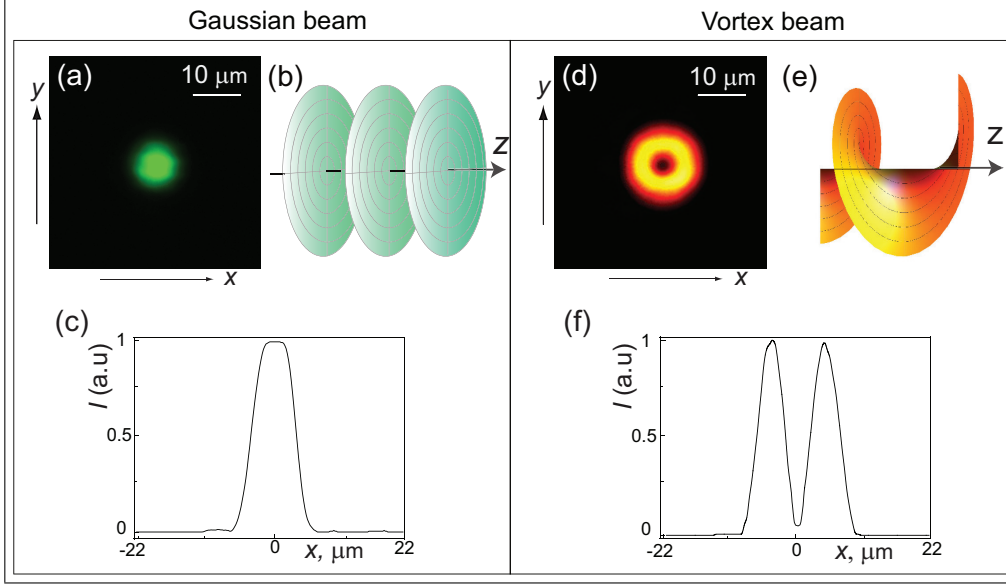 Gaussian beam
Vortex beam
(a)
10 μm
y
x
(b)
z
(d)
10 μm
y
x
(e)
z
(c)
I (a.u)
1
0.5
0
-22
0
x, μm
22
(f)
I (a.u)
1
0.5
0
-22
0
x, μm
22